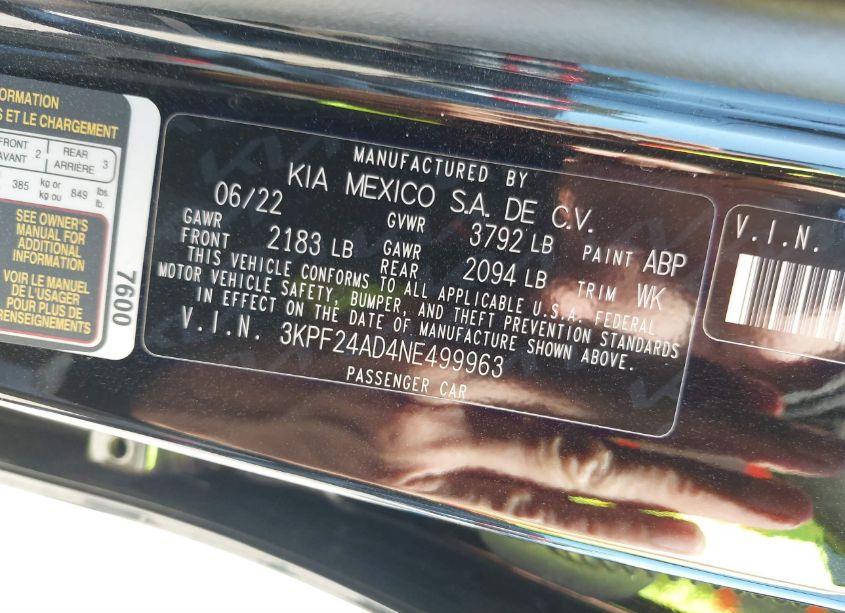 ORMATION
S ET LE CHARGEMENT
FRONT 2 REAR 3
AVANT ARRIÈRE
385 kg or 849 lbs.
kg ou lb.
SEE OWNER'S
MANUAL FOR
ADDITIONAL
INFORMATION
VOIR LE MANUEL
DE L'USAGER
POUR PLUS DE
RENSEIGNEMENTS
7600
MANUFACTURED BY
KIA MEXICO S.A. DE C.V.
06/22 GVWR 3792 LB
GAWR FRONT 2183 LB GAWR REAR 2094 LB
PAINT ABP
TRIM WK
THIS VEHICLE CONFORMS TO ALL APPLICABLE U.S.A. FEDERAL
MOTOR VEHICLE SAFETY, BUMPER, AND THEFT PREVENTION STANDARDS
IN EFFECT ON THE DATE OF MANUFACTURE SHOWN ABOVE.
V.I.N. 3KPF24AD4NE499963
PASSENGER CAR
V.I.N.